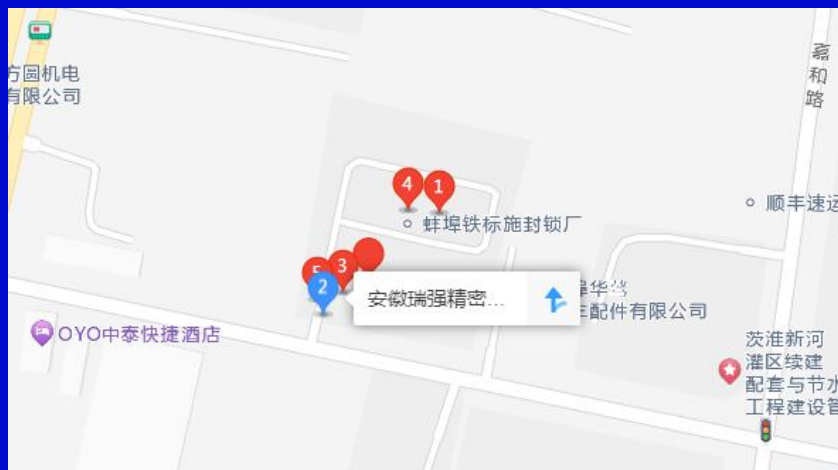 方圆机电
有限公司
嘉
和
路
4
1
顺丰速运
蚌埠铁标施封锁厂
5
3
2
安徽瑞强精密...
车配件有限公司
OYO中泰快捷酒店
茨淮新河
灌区续建
配套与节水
工程建设管